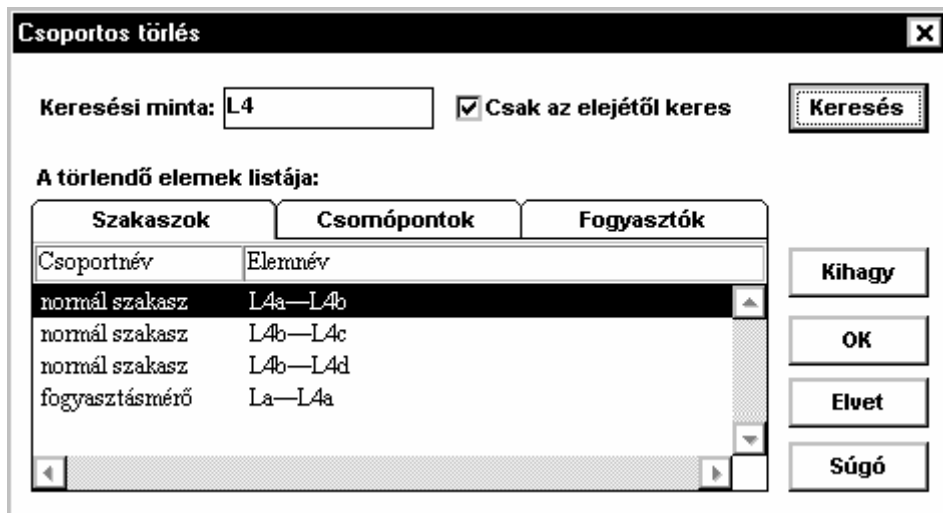 Csoportos törlés
Keresési minta: L4 Csak az elejétől keres Keresés
A törlendő elemek listája:
Szakaszok Csomópontok Fogyasztók
Csoportnév Elemnév
Kihagy
normál szakasz L4a—L4b
normál szakasz L4b—L4c
OK
normál szakasz L4b—L4d
fogyasztásmérő La—L4a
Elvet
Súgó